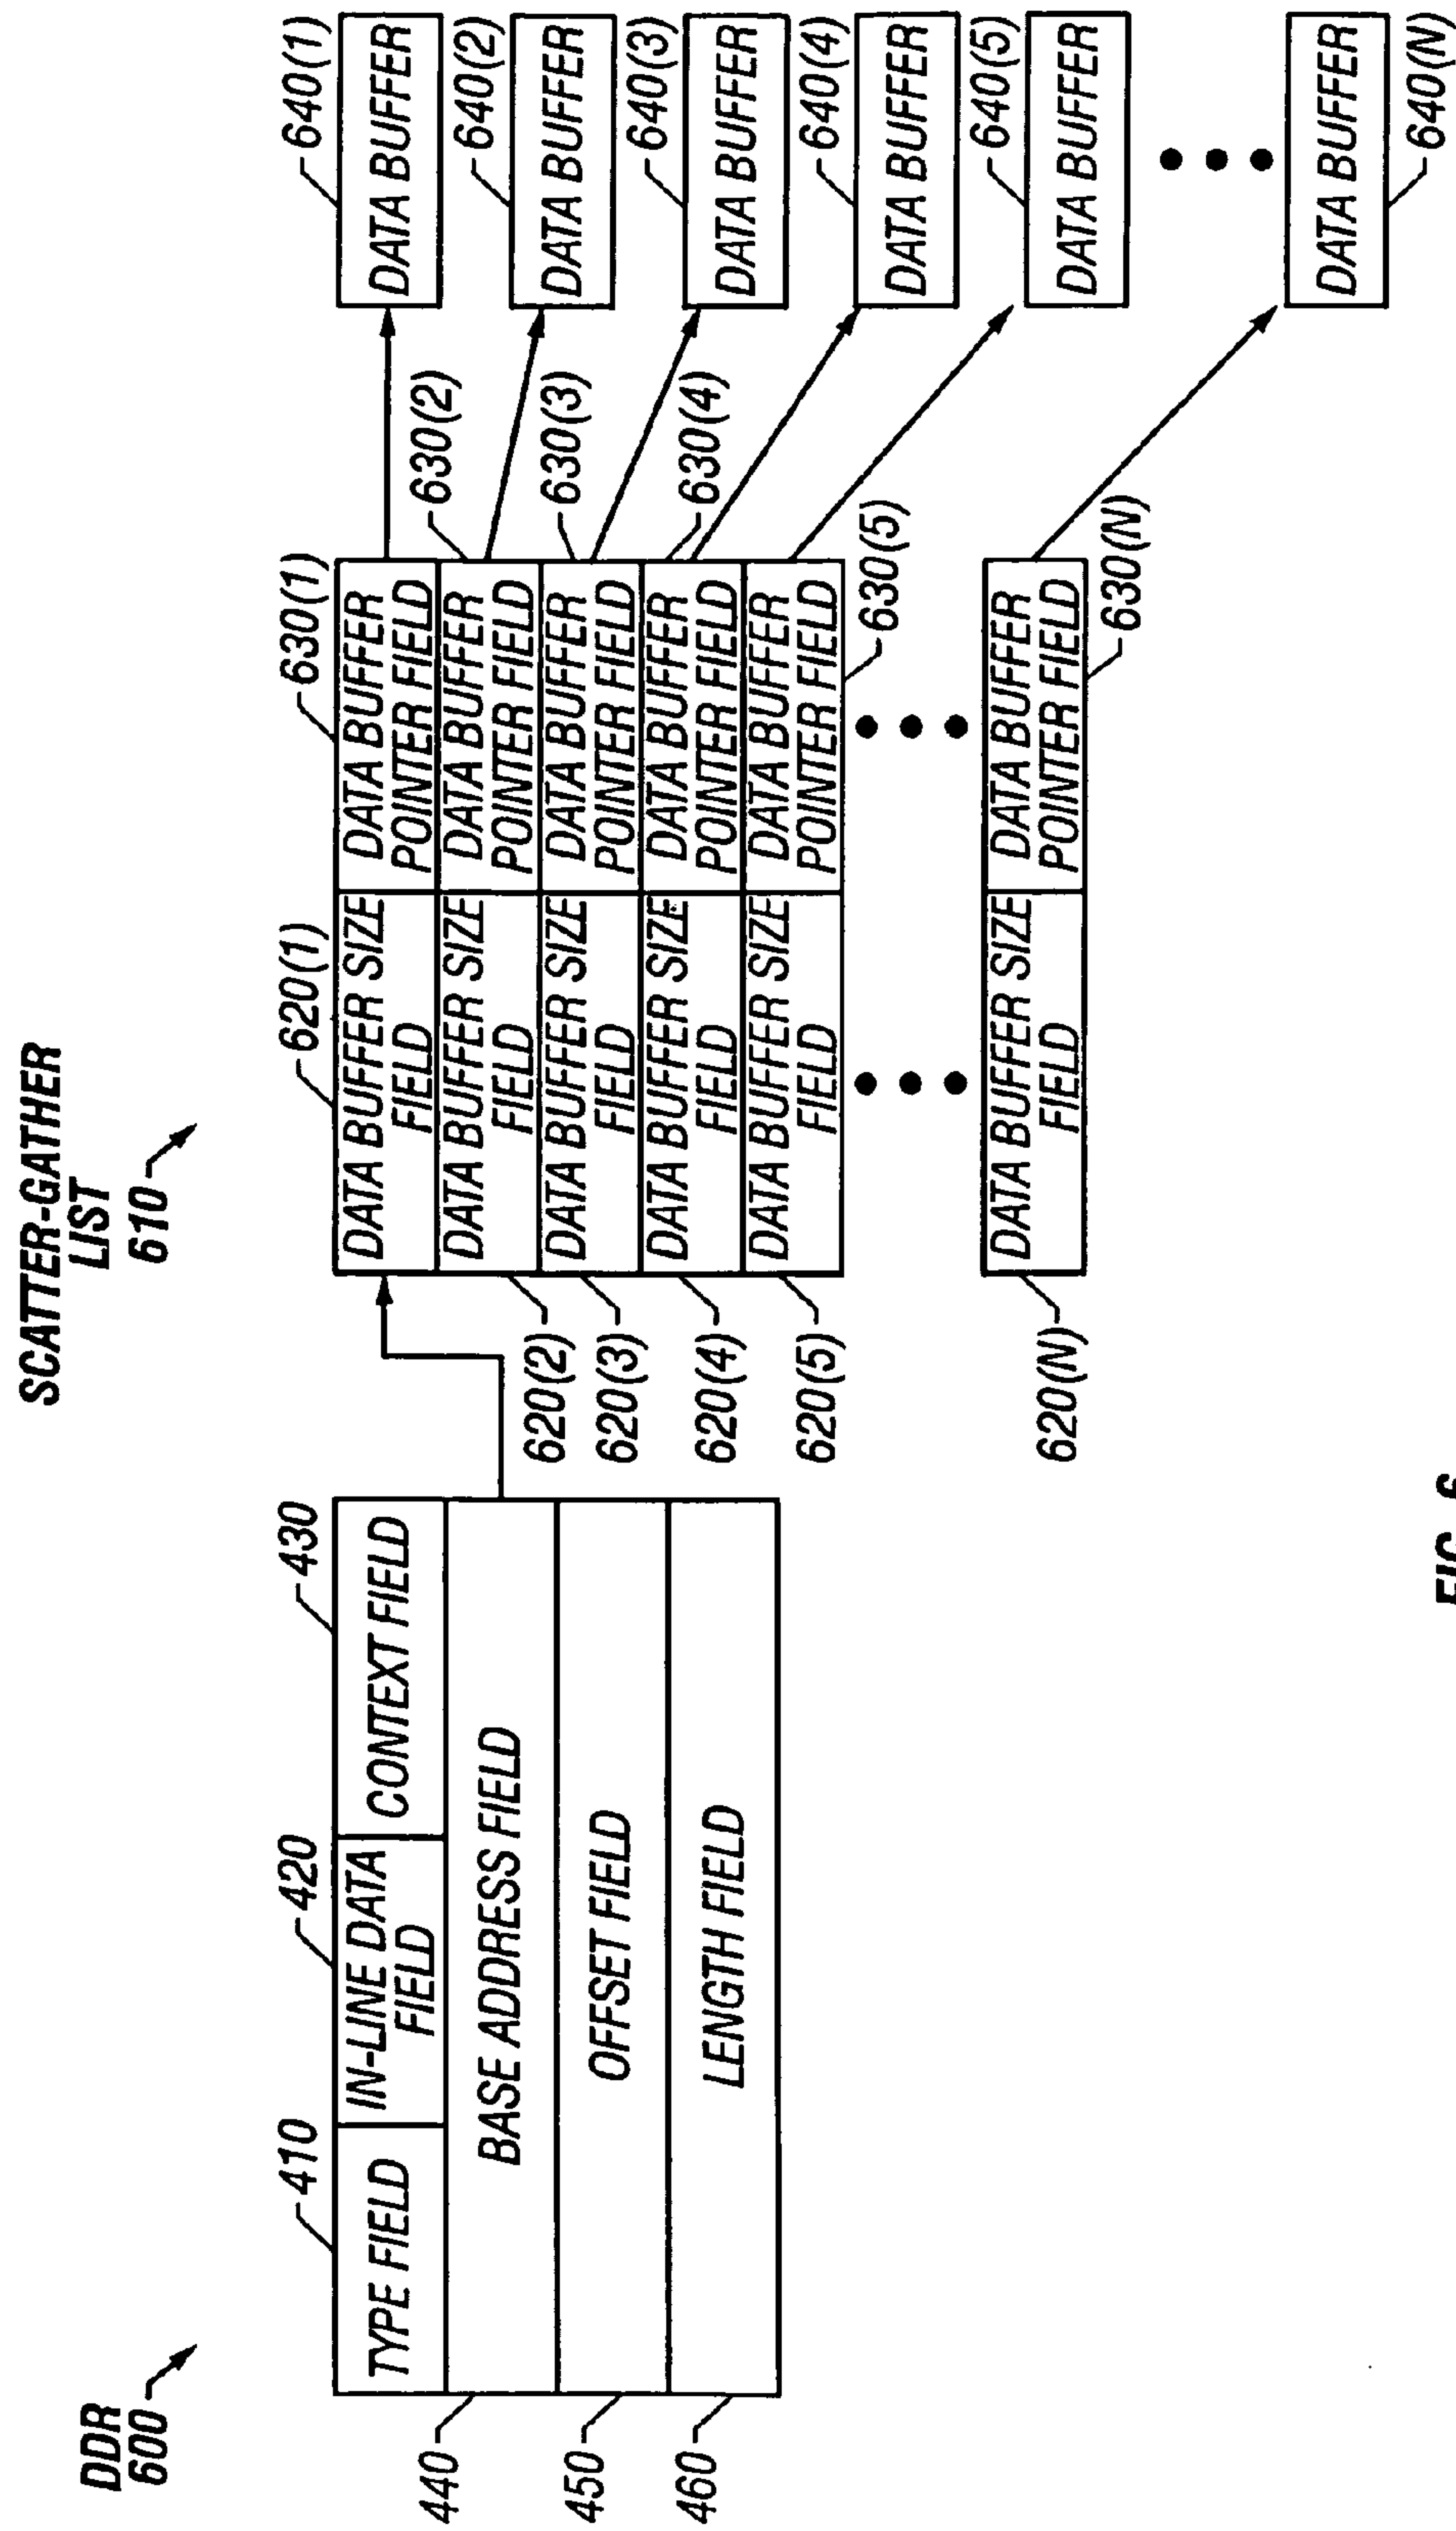 DDR
600
410
420
430
TYPE FIELD
IN-LINE DATA
FIELD
CONTEXT FIELD
440
BASE ADDRESS FIELD
450
OFFSET FIELD
460
LENGTH FIELD
SCATTER-GATHER
LIST
610
620(1)
630(1)
DATA BUFFER SIZE
FIELD
DATA BUFFER
POINTER FIELD
620(2)
DATA BUFFER SIZE
FIELD
DATA BUFFER
POINTER FIELD
630(2)
620(3)
DATA BUFFER SIZE
FIELD
DATA BUFFER
POINTER FIELD
630(3)
620(4)
DATA BUFFER SIZE
FIELD
DATA BUFFER
POINTER FIELD
630(4)
620(5)
DATA BUFFER SIZE
FIELD
DATA BUFFER
POINTER FIELD
630(5)
620(N)
DATA BUFFER SIZE
FIELD
DATA BUFFER
POINTER FIELD
630(N)
640(1)
DATA BUFFER
640(2)
DATA BUFFER
640(3)
DATA BUFFER
640(4)
DATA BUFFER
640(5)
DATA BUFFER
DATA BUFFER
640(N)
FIG. 6